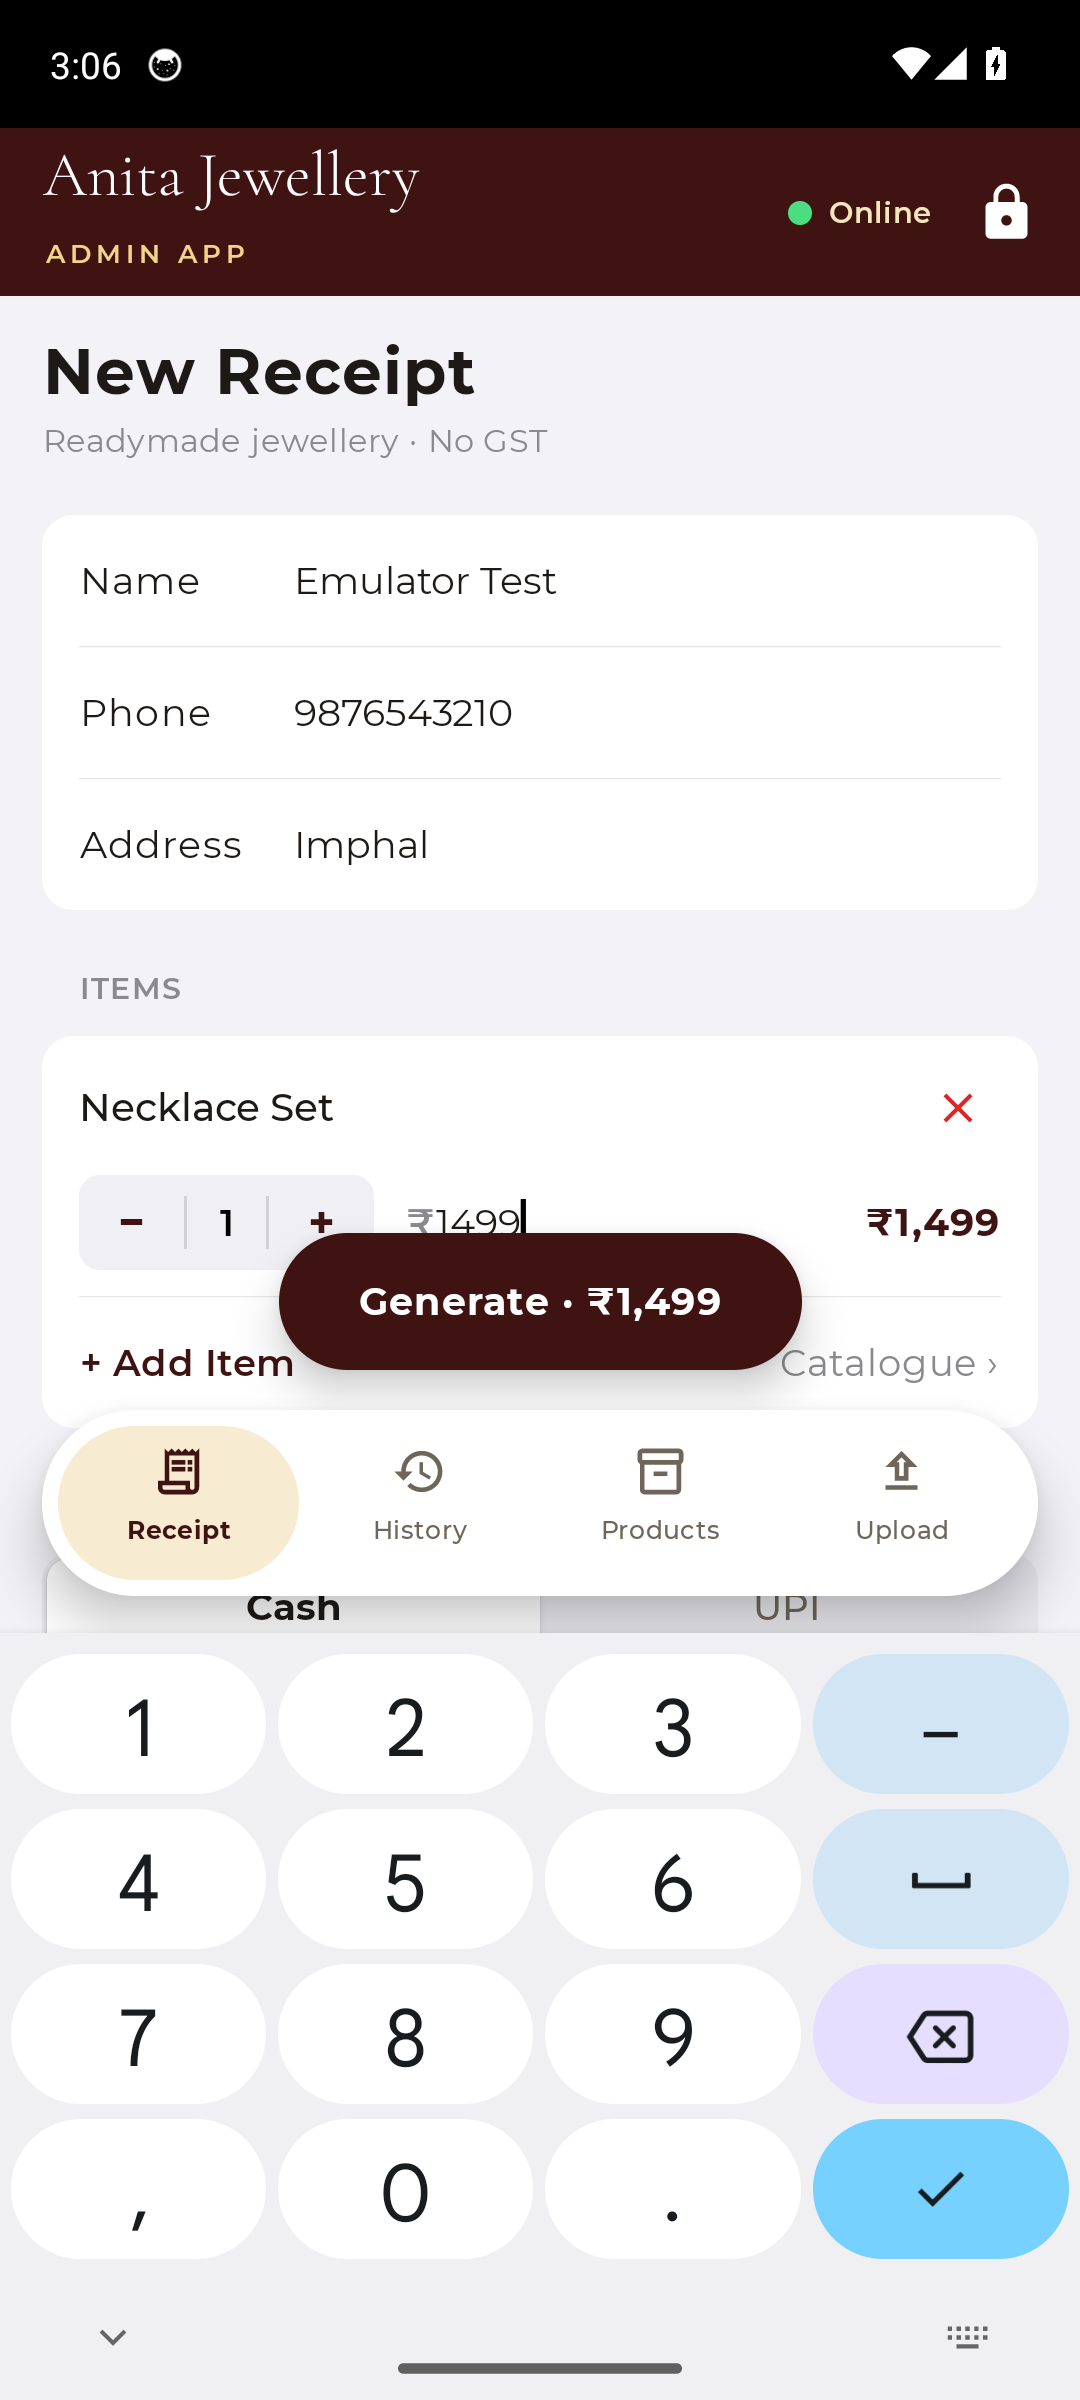 3:06
Anita Jewellery
Online
ADMIN APP
New Receipt
Readymade jewellery · No GST
Name Emulator Test
Phone 9876543210
Address Imphal
ITEMS
Necklace Set
− 1 + ₹1499 ₹1,499
Generate · ₹1,499
+ Add Item Catalogue ›
Receipt History Products Upload
Cash UPI
1 2 3 –
4 5 6
7 8 9
, 0 .